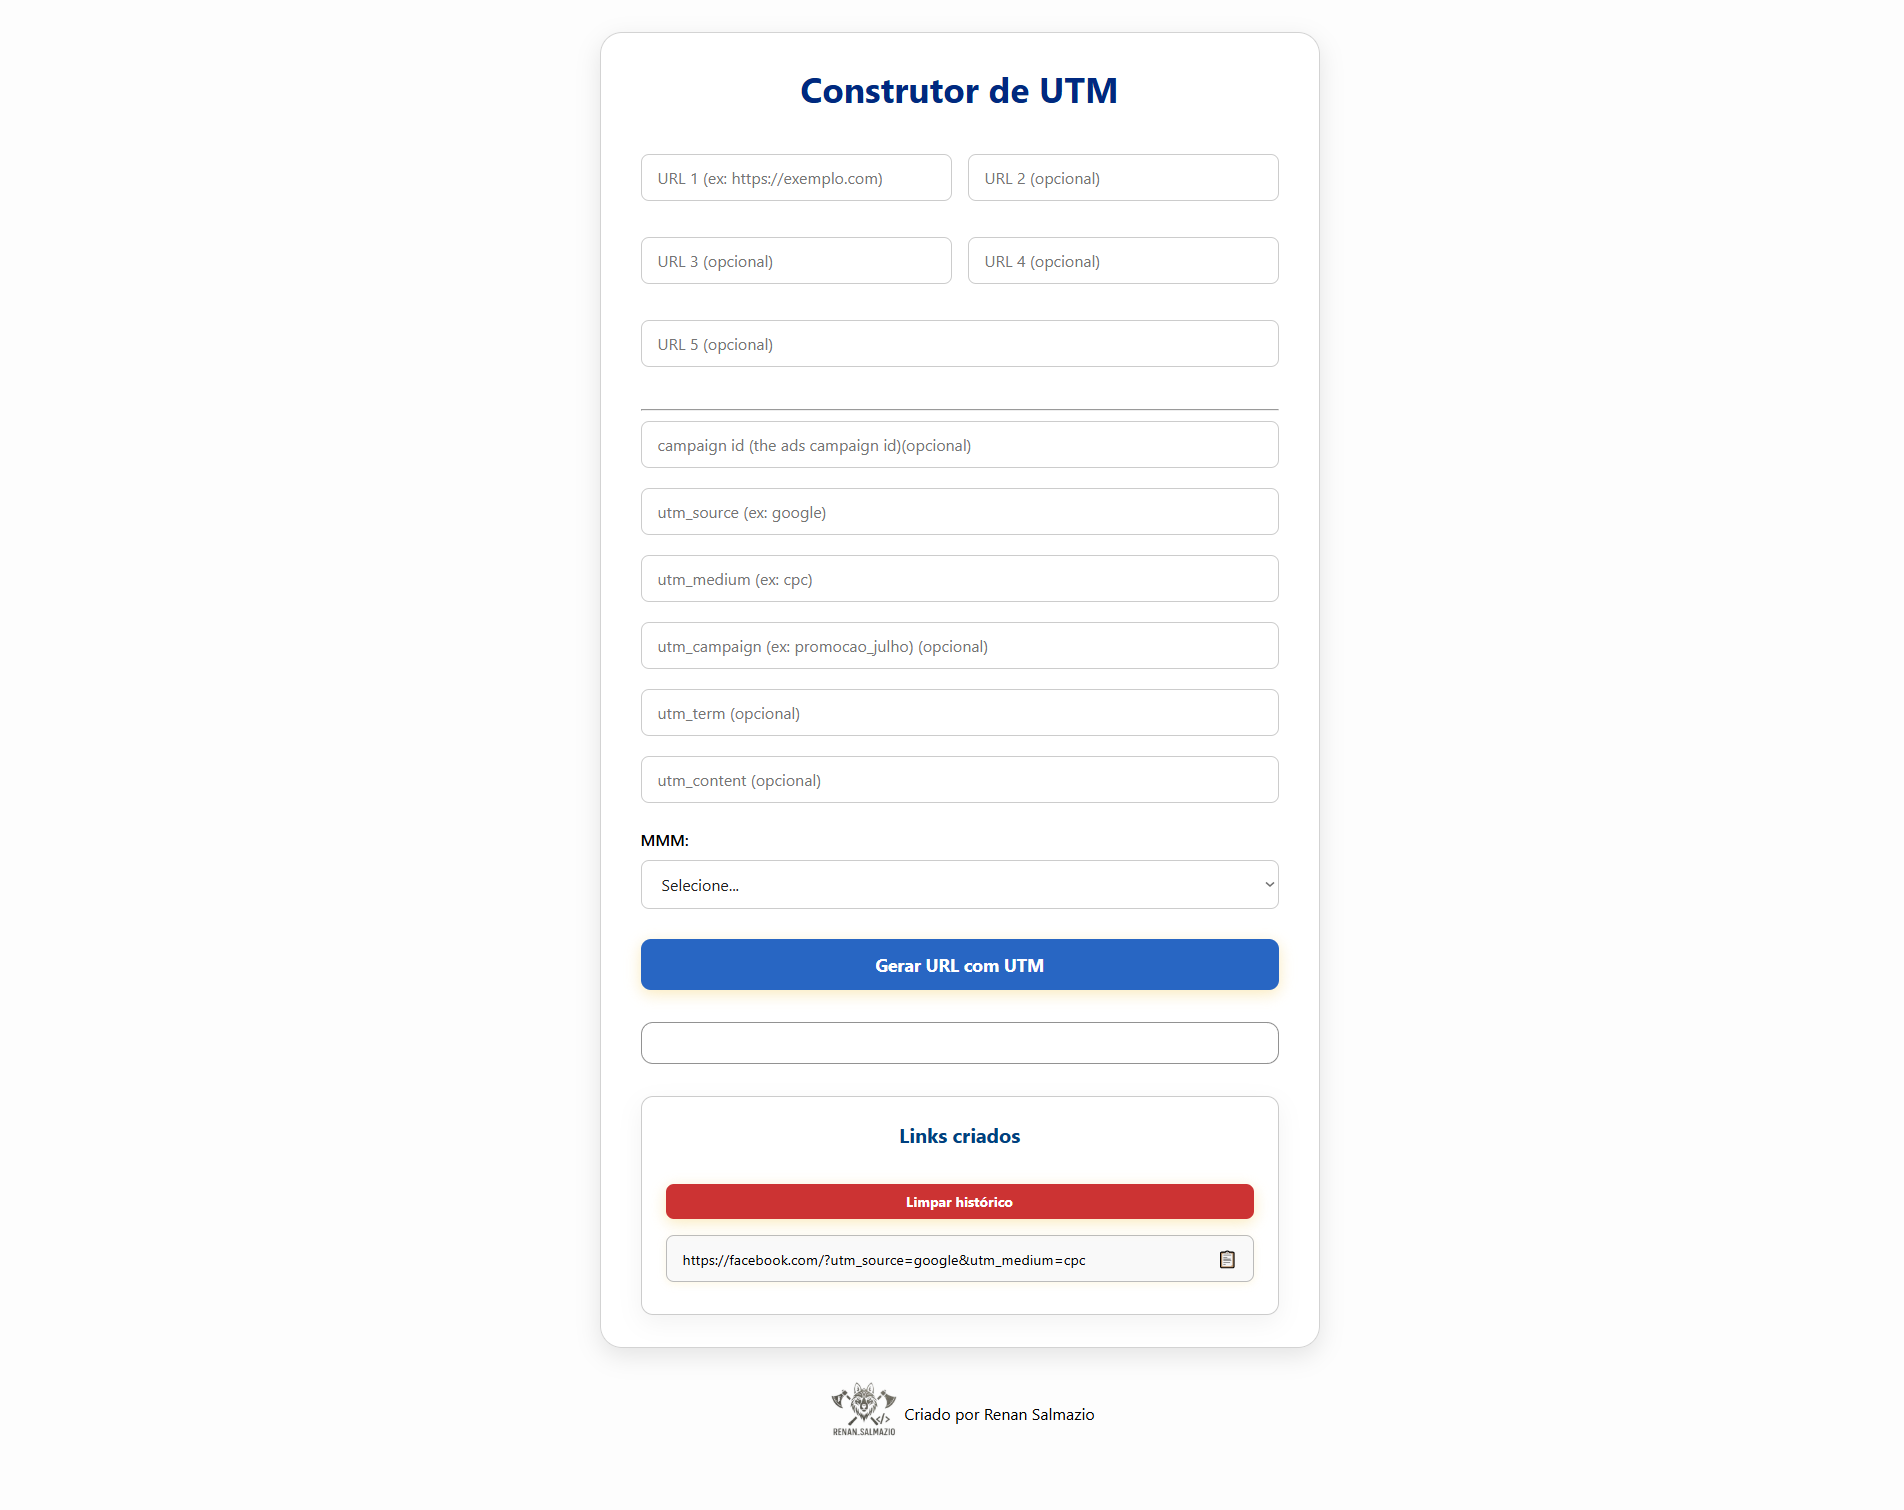 Construtor de UTM
URL 1 (ex: https://exemplo.com)
URL 2 (opcional)
URL 3 (opcional)
URL 4 (opcional)
URL 5 (opcional)
campaign id (the ads campaign id)(opcional)
utm_source (ex: google)
utm_medium (ex: cpc)
utm_campaign (ex: promocao_julho) (opcional)
utm_term (opcional)
utm_content (opcional)
MMM:
Selecione...
Gerar URL com UTM
Links criados
Limpar histórico
https://facebook.com/?utm_source=google&utm_medium=cpc
</>
RENAN.SALMAZIO
Criado por Renan Salmazio